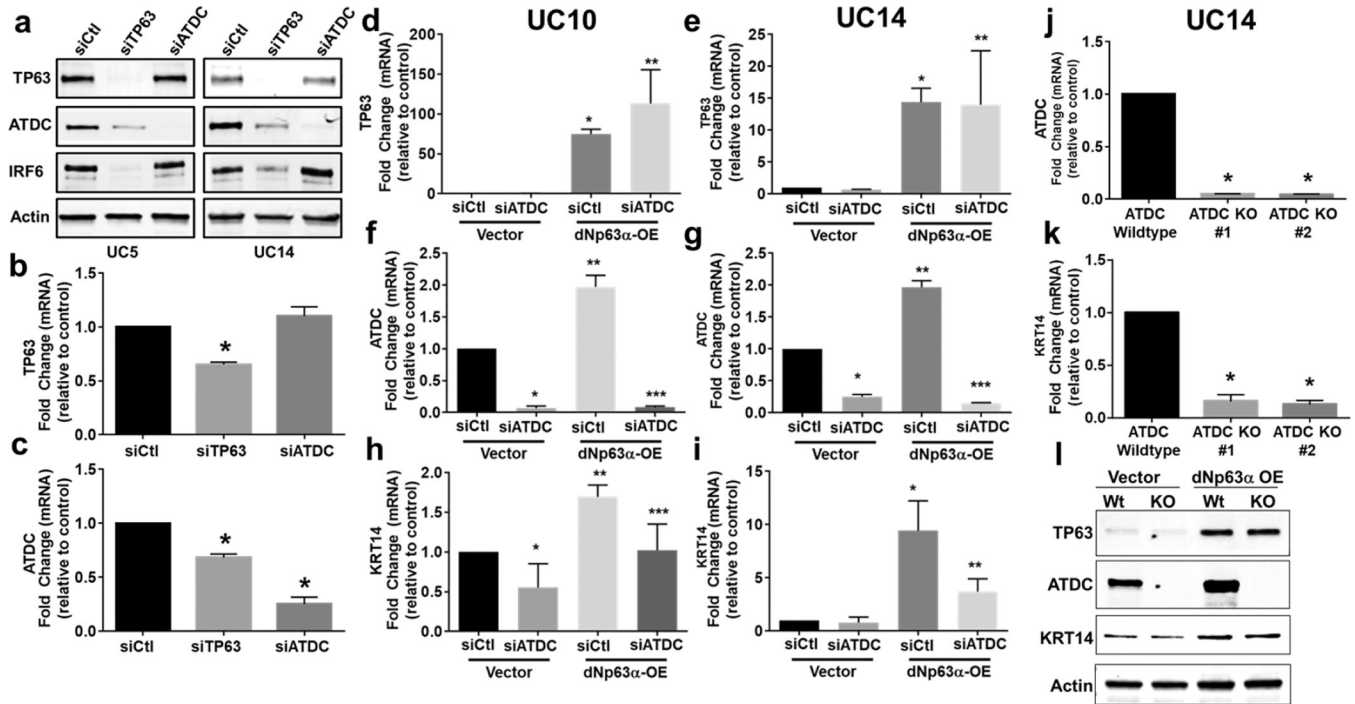 a
siCtl siTP63 siATDC siCtl siTP63 siATDC
TP63
ATDC
IRF6
Actin
UC5 UC14
b
TP63
Fold Change (mRNA)
(relative to control)
1.5
1.0
0.5
0.0
siCtl siTP63 siATDC
*
c
ATDC
Fold Change (mRNA)
(relative to control)
1.5
1.0
0.5
0.0
siCtl siTP63 siATDC
* *
UC10
d
TP63
Fold Change (mRNA)
(relative to control)
200
150
100
50
0
* **
siCtl siATDC siCtl siATDC
Vector dNp63α-OE
UC14
e
TP63
Fold Change (mRNA)
(relative to control)
25
20
15
10
5
0
* **
siCtl siATDC siCtl siATDC
Vector dNp63α-OE
f
ATDC
Fold Change (mRNA)
(relative to control)
2.5
2.0
1.5
1.0
0.5
0.0
* ** ***
siCtl siATDC siCtl siATDC
Vector dNp63α-OE
g
ATDC
Fold Change (mRNA)
(relative to control)
2.5
2.0
1.5
1.0
0.5
0.0
* ** ***
siCtl siATDC siCtl siATDC
Vector dNp63α-OE
h
KRT14
Fold Change (mRNA)
(relative to control)
2.0
1.5
1.0
0.5
0.0
* ** ***
siCtl siATDC siCtl siATDC
Vector dNp63α-OE
i
KRT14
Fold Change (mRNA)
(relative to control)
15
10
5
0
* **
siCtl siATDC siCtl siATDC
Vector dNp63α-OE
UC14
j
ATDC
Fold Change (mRNA)
(relative to control)
1.5
1.0
0.5
0.0
* *
ATDC ATDC KO ATDC KO
Wildtype #1 #2
k
KRT14
Fold Change (mRNA)
(relative to control)
1.5
1.0
0.5
0.0
* *
ATDC ATDC KO ATDC KO
Wildtype #1 #2
l
Vector dNp63α OE
Wt KO Wt KO
TP63
ATDC
KRT14
Actin